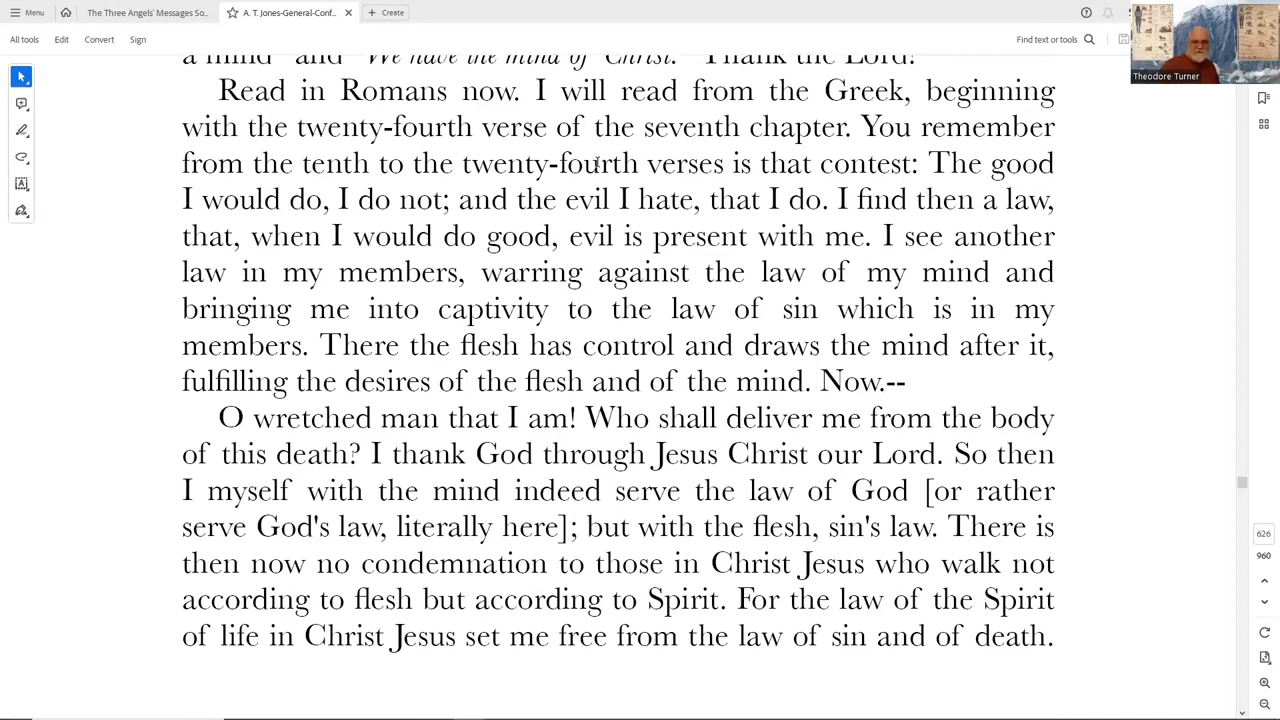 Menu
The Three Angels' Messages So...
A. T. Jones-General-Conf...
Create
All tools
Edit
Convert
Sign
Find text or tools
Theodore Turner
a mind" and "We have the mind of Christ." Thank the Lord!
Read in Romans now. I will read from the Greek, beginning
with the twenty-fourth verse of the seventh chapter. You remember
from the tenth to the twenty-fourth verses is that contest: The good
I would do, I do not; and the evil I hate, that I do. I find then a law,
that, when I would do good, evil is present with me. I see another
law in my members, warring against the law of my mind and
bringing me into captivity to the law of sin which is in my
members. There the flesh has control and draws the mind after it,
fulfilling the desires of the flesh and of the mind. Now.--
O wretched man that I am! Who shall deliver me from the body
of this death? I thank God through Jesus Christ our Lord. So then
I myself with the mind indeed serve the law of God [or rather
serve God's law, literally here]; but with the flesh, sin's law. There is
then now no condemnation to those in Christ Jesus who walk not
according to flesh but according to Spirit. For the law of the Spirit
of life in Christ Jesus set me free from the law of sin and of death.
626
960